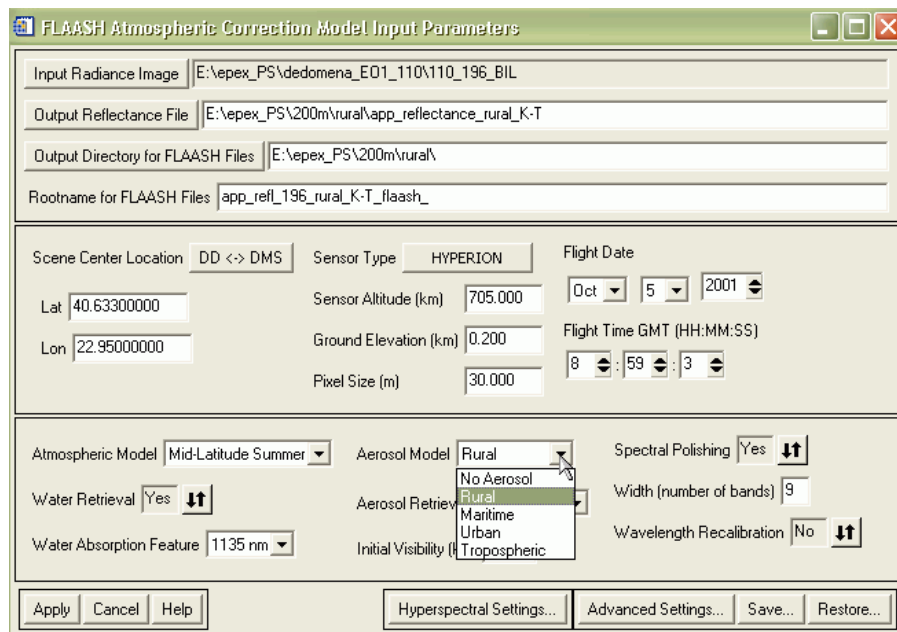 FLAASH Atmospheric Correction Model Input Parameters
Input Radiance Image E:\epex_PS\dedomena_EO1_110\110_196_BIL
Output Reflectance File E:\epex_PS\200m\rural\app_reflectance_rural_K-T
Output Directory for FLAASH Files E:\epex_PS\200m\rural\
Rootname for FLAASH Files app_refl_196_rural_K-T_flaash_
Scene Center Location DD <-> DMS
Lat 40.63300000
Lon 22.95000000
Sensor Type HYPERION
Sensor Altitude (km) 705.000
Ground Elevation (km) 0.200
Pixel Size (m) 30.000
Flight Date
Oct 5 2001
Flight Time GMT (HH:MM:SS)
8 : 59 : 3
Atmospheric Model Mid-Latitude Summer
Water Retrieval Yes
Water Absorption Feature 1135 nm
Aerosol Model Rural
No Aerosol
Rural
Maritime
Urban
Tropospheric
Aerosol Retriev
Initial Visibility (
Spectral Polishing Yes
Width (number of bands) 9
Wavelength Recalibration No
Apply Cancel Help Hyperspectral Settings... Advanced Settings... Save... Restore...